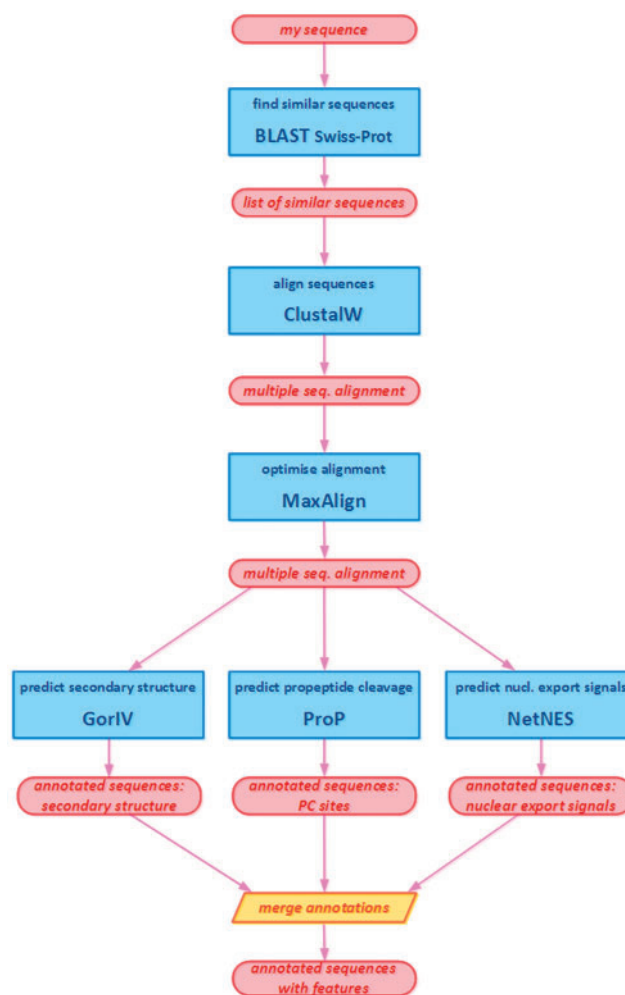 my sequence
find similar sequences
BLAST Swiss-Prot
list of similar sequences
align sequences
ClustalW
multiple seq. alignment
optimise alignment
MaxAlign
multiple seq. alignment
predict secondary structure
GorIV
predict propeptide cleavage
ProP
predict nucl. export signals
NetNES
annotated sequences:
secondary structure
annotated sequences:
PC sites
annotated sequences:
nuclear export signals
merge annotations
annotated sequences
with features